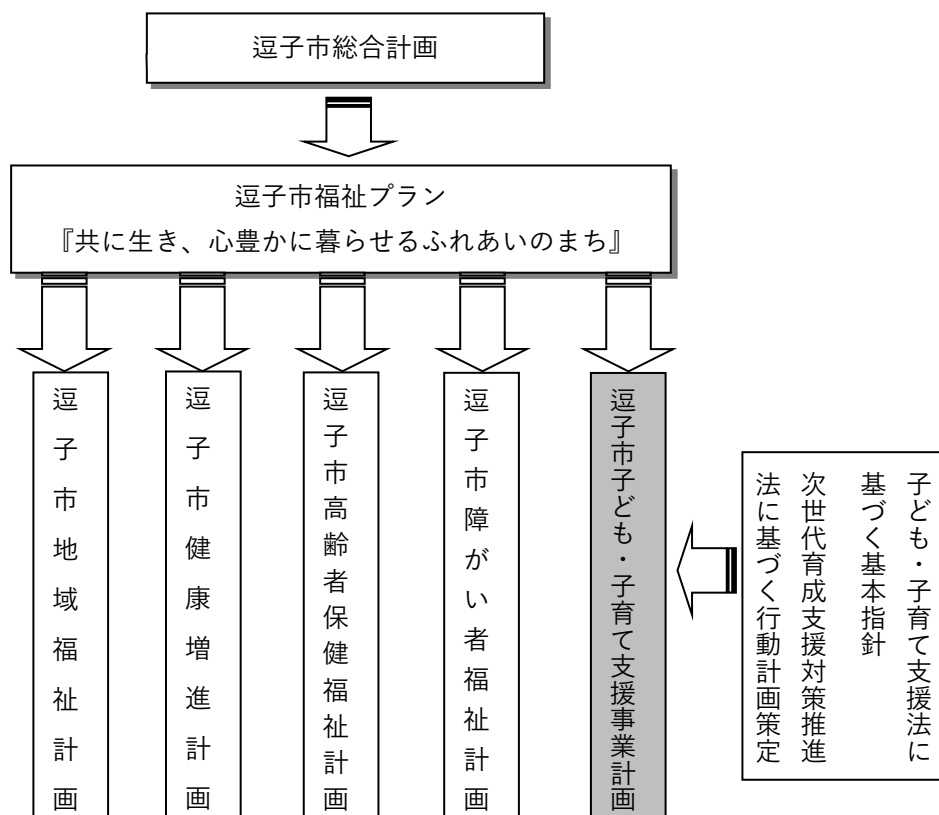 逗子市総合計画
逗子市福祉プラン
『共に生き、心豊かに暮らせるふれあいのまち』
逗子市地域福祉計画
逗子市健康増進計画
逗子市高齢者保健福祉計画
逗子市障がい者福祉計画
逗子市子ども・子育て支援事業計画
子ども・子育て支援法に
基づく基本指針
次世代育成支援対策推進
法に基づく行動計画策定